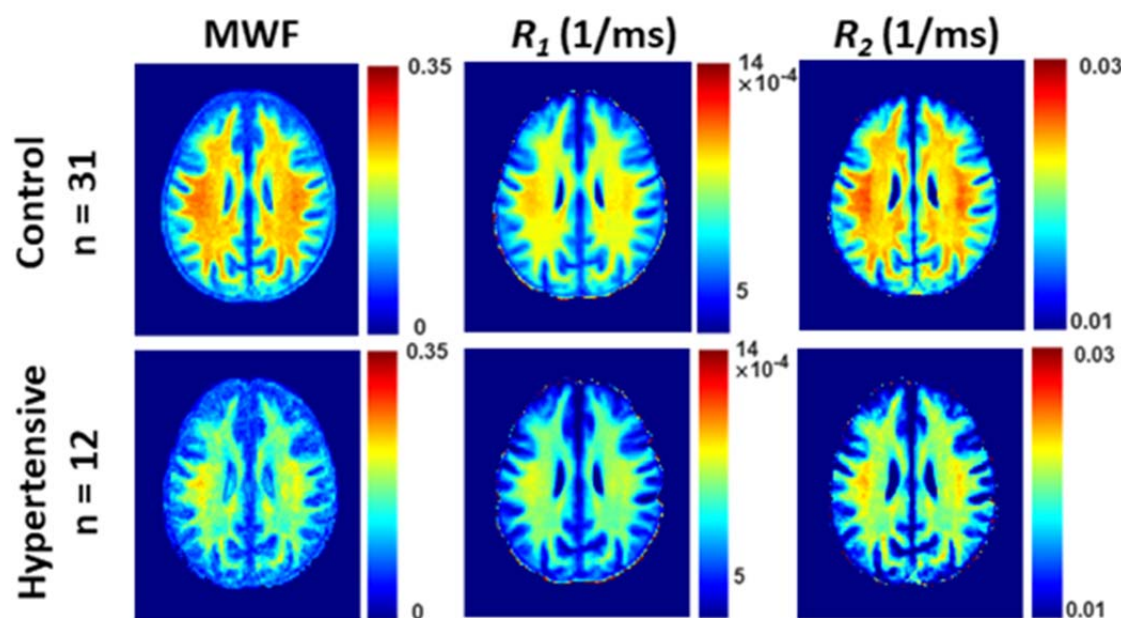 MWF R₁ (1/ms) R₂ (1/ms)
Control
n = 31
0.35
0
14
×10⁻⁴
5
0.03
0.01
Hypertensive
n = 12
0.35
0
14
×10⁻⁴
5
0.03
0.01